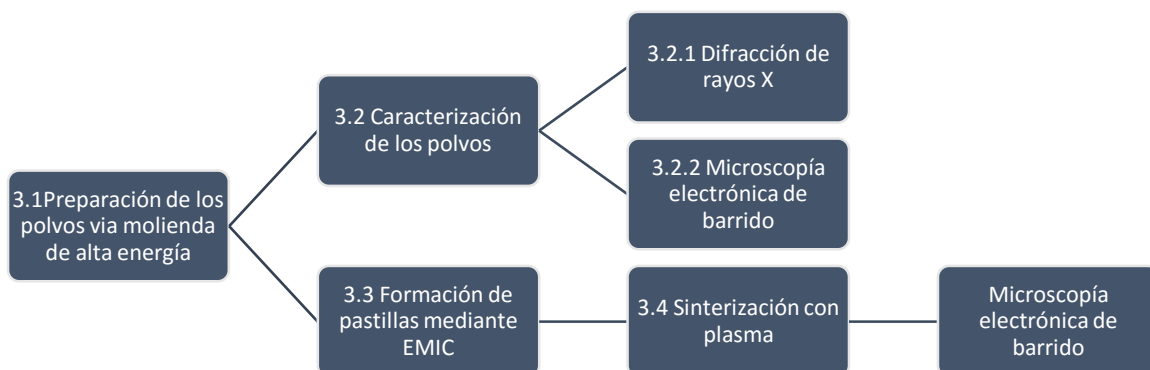 3.1Preparación de los
polvos via molienda
de alta energía
3.2 Caracterización
de los polvos
3.2.1 Difracción de
rayos X
3.2.2 Microscopía
electrónica de
barrido
3.3 Formación de
pastillas mediante
EMIC
3.4 Sinterización con
plasma
Microscopía
electrónica de
barrido